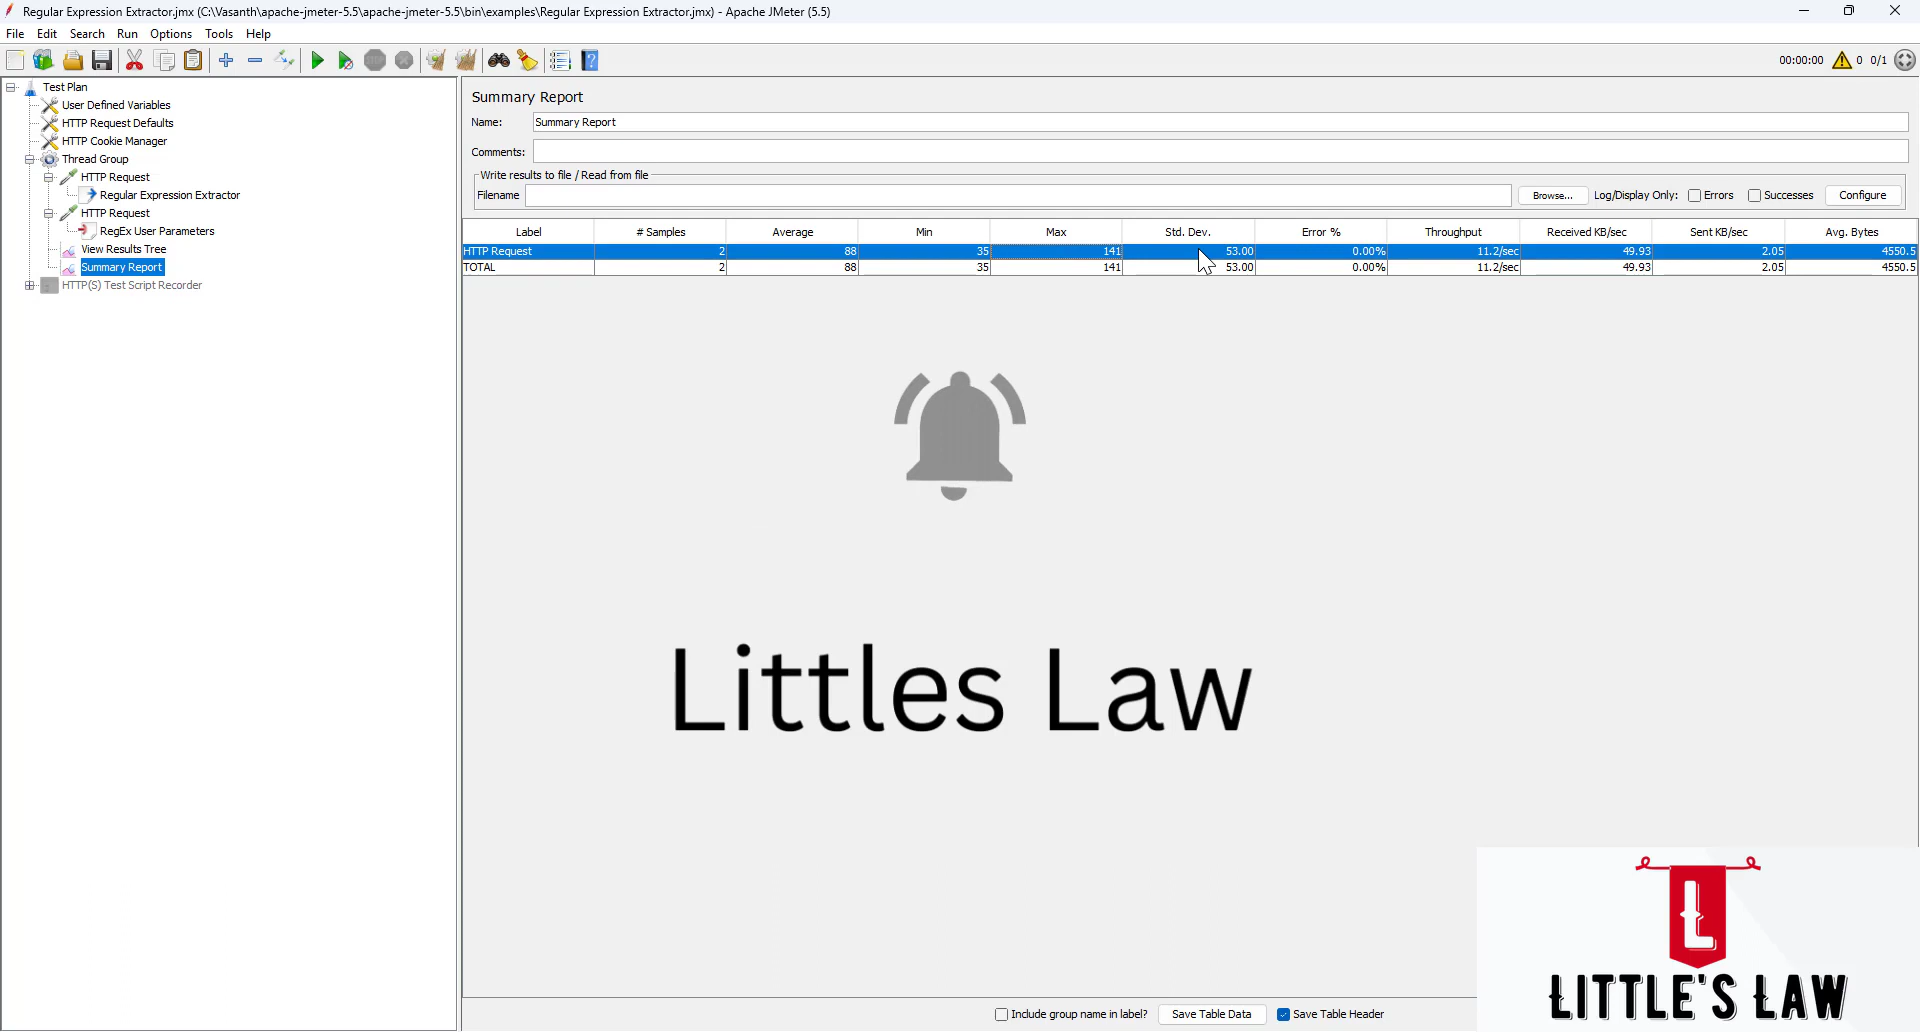 Regular Expression Extractor.jmx (C:\Vasanth\apache-jmeter-5.5\apache-jmeter-5.5\bin\examples\Regular Expression Extractor.jmx) - Apache JMeter (5.5)
File Edit Search Run Options Tools Help
00:00:00 0 0/1
Test Plan
User Defined Variables
HTTP Request Defaults
HTTP Cookie Manager
Thread Group
HTTP Request
Regular Expression Extractor
HTTP Request
RegEx User Parameters
View Results Tree
Summary Report
HTTP(S) Test Script Recorder
Summary Report
Name: Summary Report
Comments:
Write results to file / Read from file
Filename Browse... Log/Display Only: Errors Successes Configure
Label # Samples Average Min Max Std. Dev. Error % Throughput Received KB/sec Sent KB/sec Avg. Bytes
HTTP Request 2 88 35 141 53.00 0.00% 11.2/sec 49.93 2.05 4550.5
TOTAL 2 88 35 141 53.00 0.00% 11.2/sec 49.93 2.05 4550.5
Littles Law
L
LITTLE'S LAW
Include group name in label? Save Table Data Save Table Header